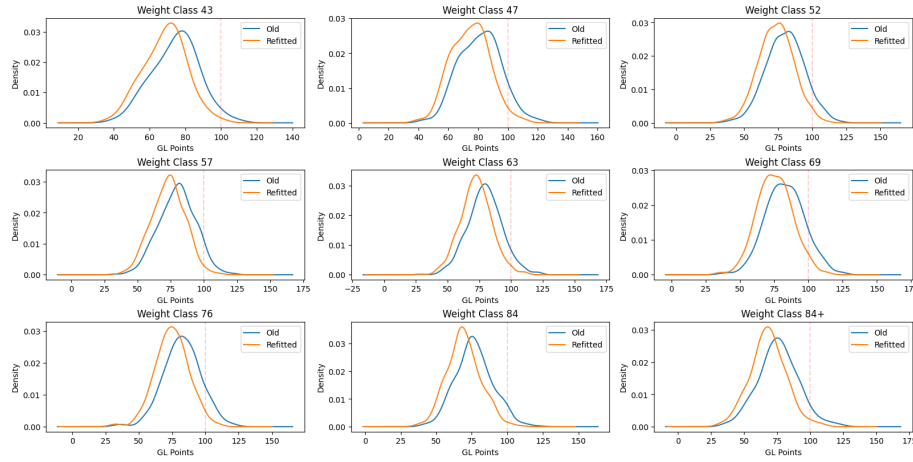 Weight Class 43
Density
0.03
0.02
0.01
0.00
Old
Refitted
20 40 60 80 100 120 140
GL Points
Weight Class 47
Density
0.03
0.02
0.01
0.00
Old
Refitted
0 20 40 60 80 100 120 140 160
GL Points
Weight Class 52
Density
0.03
0.02
0.01
0.00
Old
Refitted
0 25 50 75 100 125 150
GL Points
Weight Class 57
Density
0.03
0.02
0.01
0.00
Old
Refitted
0 25 50 75 100 125 150
GL Points
Weight Class 63
Density
0.03
0.02
0.01
0.00
Old
Refitted
−25 0 25 50 75 100 125 150 175
GL Points
Weight Class 69
Density
0.03
0.02
0.01
0.00
Old
Refitted
0 25 50 75 100 125 150 175
GL Points
Weight Class 76
Density
0.03
0.02
0.01
0.00
Old
Refitted
0 25 50 75 100 125 150
GL Points
Weight Class 84
Density
0.03
0.02
0.01
0.00
Old
Refitted
0 25 50 75 100 125 150
GL Points
Weight Class 84+
Density
0.03
0.02
0.01
0.00
Old
Refitted
0 25 50 75 100 125 150 175
GL Points